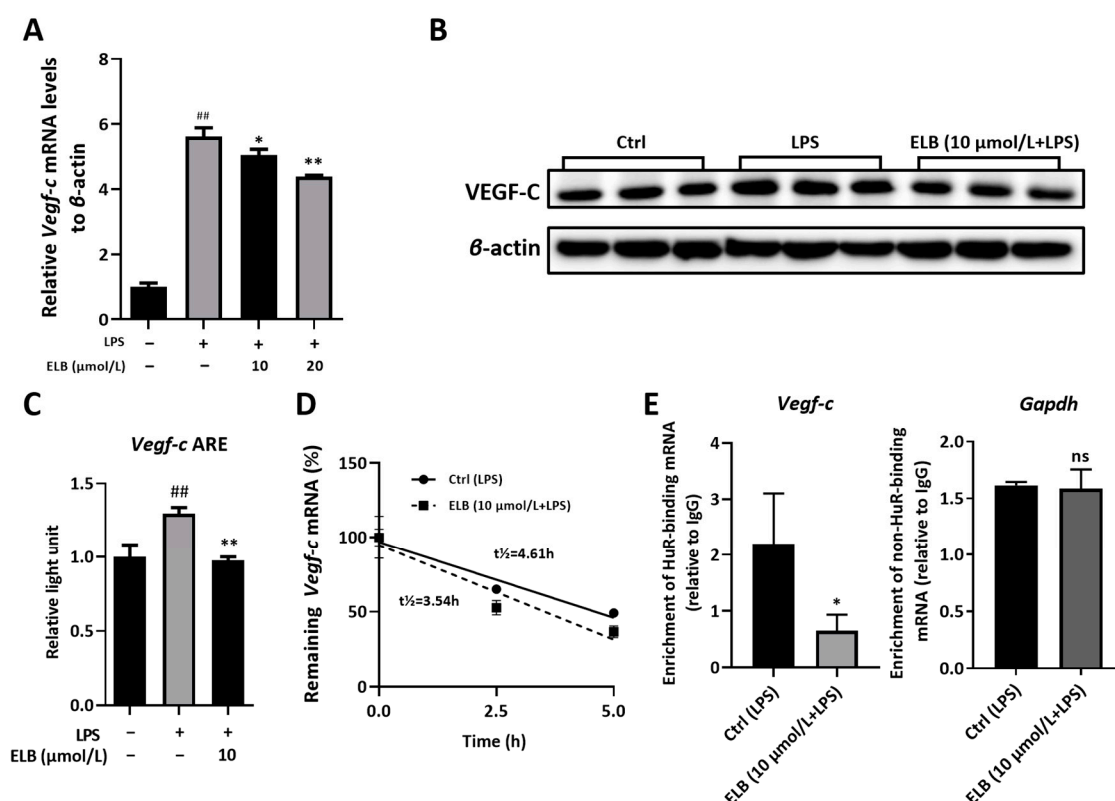 A
Relative Vegf-c mRNA levels
to β-actin
8
6
4
2
0
##
*
**
LPS – + + +
ELB (μmol/L) – – 10 20
B
Ctrl LPS ELB (10 μmol/L+LPS)
VEGF-C
β-actin
C
Vegf-c ARE
Relative light unit
1.5
1.0
0.5
0.0
##
**
LPS – + +
ELB (μmol/L) – – 10
D
Remaining Vegf-c mRNA (%)
150
100
50
0
Ctrl (LPS)
ELB (10 μmol/L+LPS)
t½=4.61h
t½=3.54h
0.0 2.5 5.0
Time (h)
E
Vegf-c
Enrichment of HuR-binding mRNA
(relative to IgG)
4
3
2
1
0
*
Ctrl (LPS)
ELB (10 μmol/L+LPS)
Gapdh
Enrichment of non-HuR-binding
mRNA (relative to IgG)
2.0
1.5
1.0
0.5
0.0
ns
Ctrl (LPS)
ELB (10 μmol/L+LPS)